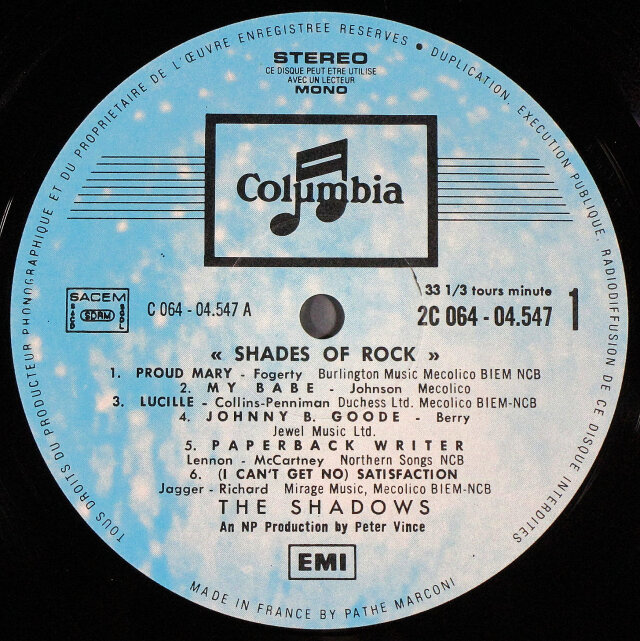 TOUS DROITS DU PRODUCTEUR PHONOGRAPHIQUE ET DU PROPRIETAIRE DE L'ŒUVRE ENREGISTREE RESERVES • DUPLICATION, EXECUTION PUBLIQUE, RADIODIFFUSION DE CE DISQUE INTERDITES
STEREO
CE DISQUE PEUT ETRE UTILISE
AVEC UN LECTEUR
MONO
Columbia
33 1/3 tours minute
SACEM
SACD SDRM SGDL
C 064 - 04.547 A
2C 064 - 04.547 1
« SHADES OF ROCK »
1. PROUD MARY - Fogerty Burlington Music Mecolico BIEM NCB
2. MY BABE - Johnson Mecolico
3. LUCILLE - Collins-Penniman Duchess Ltd. Mecolico BIEM-NCB
4. JOHNNY B. GOODE - Berry
Jewel Music Ltd.
5. PAPERBACK WRITER
Lennon - McCartney Northern Songs NCB
6. (I CAN'T GET NO) SATISFACTION
Jagger - Richard Mirage Music, Mecolico BIEM-NCB
THE SHADOWS
An NP Production by Peter Vince
EMI
MADE IN FRANCE BY PATHE MARCONI